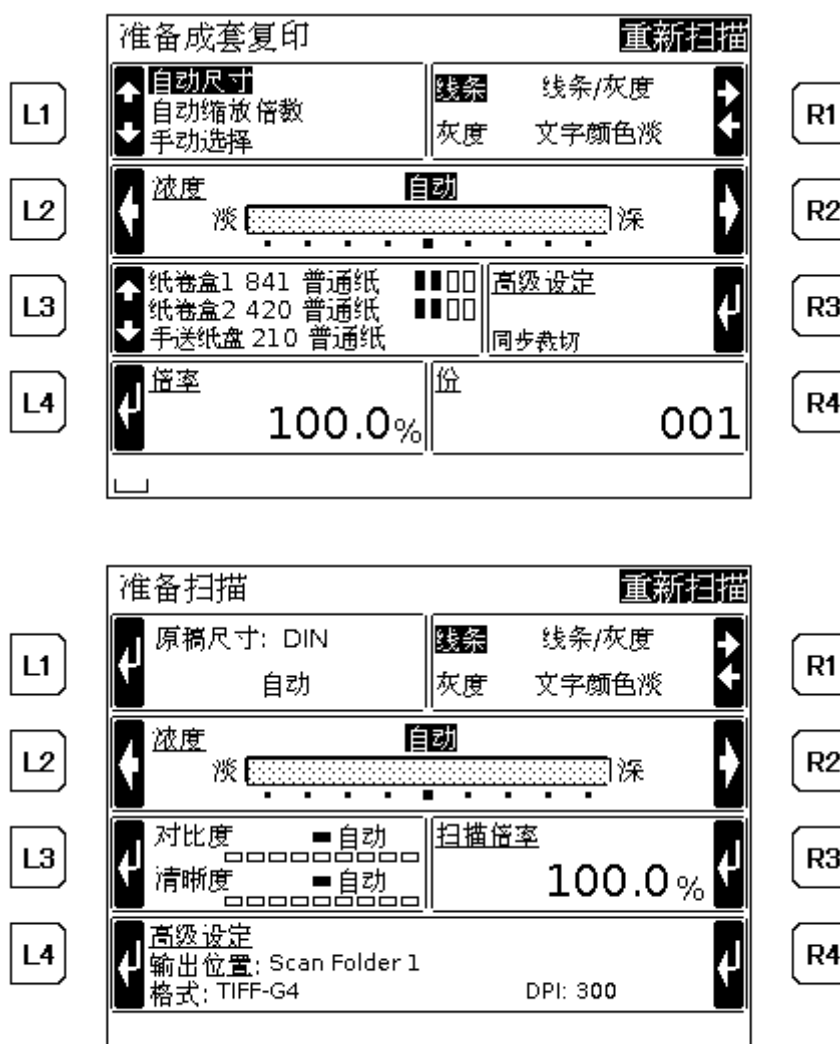 准备成套复印 重新扫描
L1 自动尺寸 线条 线条/灰度 R1
自动缩放倍数
手动选择 灰度 文字颜色淡
L2 浓度 自动 R2
淡 深
L3 纸卷盒1 841 普通纸 高级设定 R3
纸卷盒2 420 普通纸
手送纸盘 210 普通纸 同步裁切
L4 倍率 份 R4
100.0% 001
准备扫描 重新扫描
L1 原稿尺寸: DIN 线条 线条/灰度 R1
自动 灰度 文字颜色淡
L2 浓度 自动 R2
淡 深
L3 对比度 自动 扫描倍率 R3
清晰度 自动 100.0%
L4 高级设定 R4
输出位置: Scan Folder 1
格式: TIFF-G4 DPI: 300